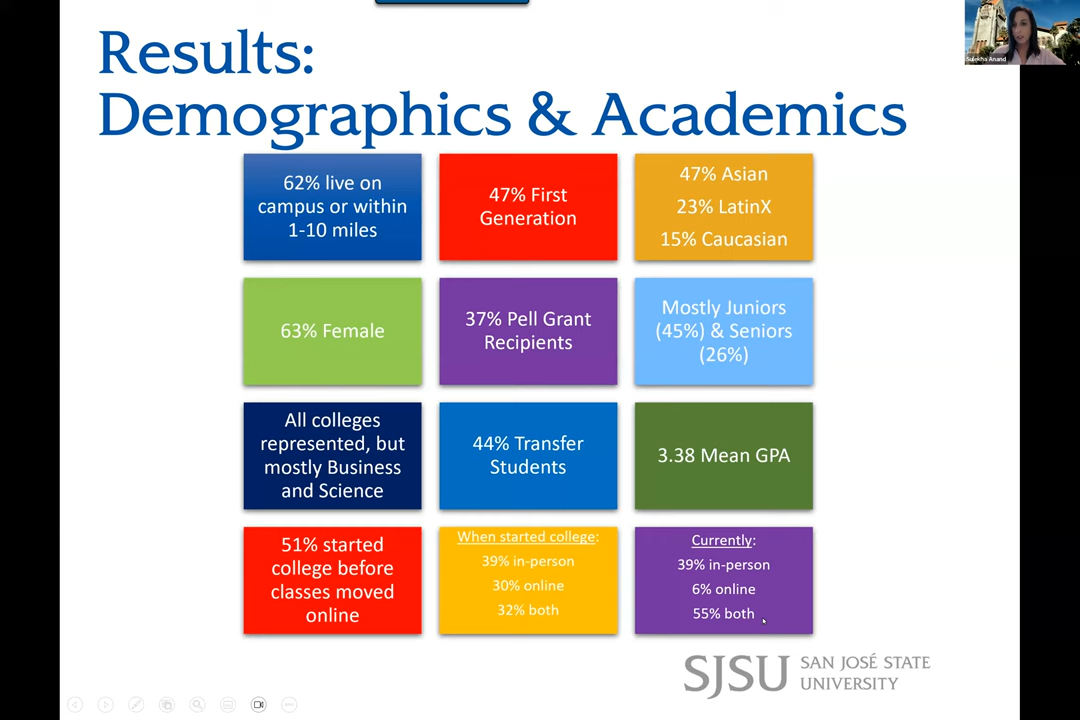 Results:
Demographics & Academics
Sulekha Anand
62% live on
campus or within
1-10 miles
47% First
Generation
47% Asian
23% LatinX
15% Caucasian
63% Female
37% Pell Grant
Recipients
Mostly Juniors
(45%) & Seniors
(26%)
All colleges
represented, but
mostly Business
and Science
44% Transfer
Students
3.38 Mean GPA
51% started
college before
classes moved
online
When started college:
39% in-person
30% online
32% both
Currently:
39% in-person
6% online
55% both
SJSU SAN JOSÉ STATE
UNIVERSITY